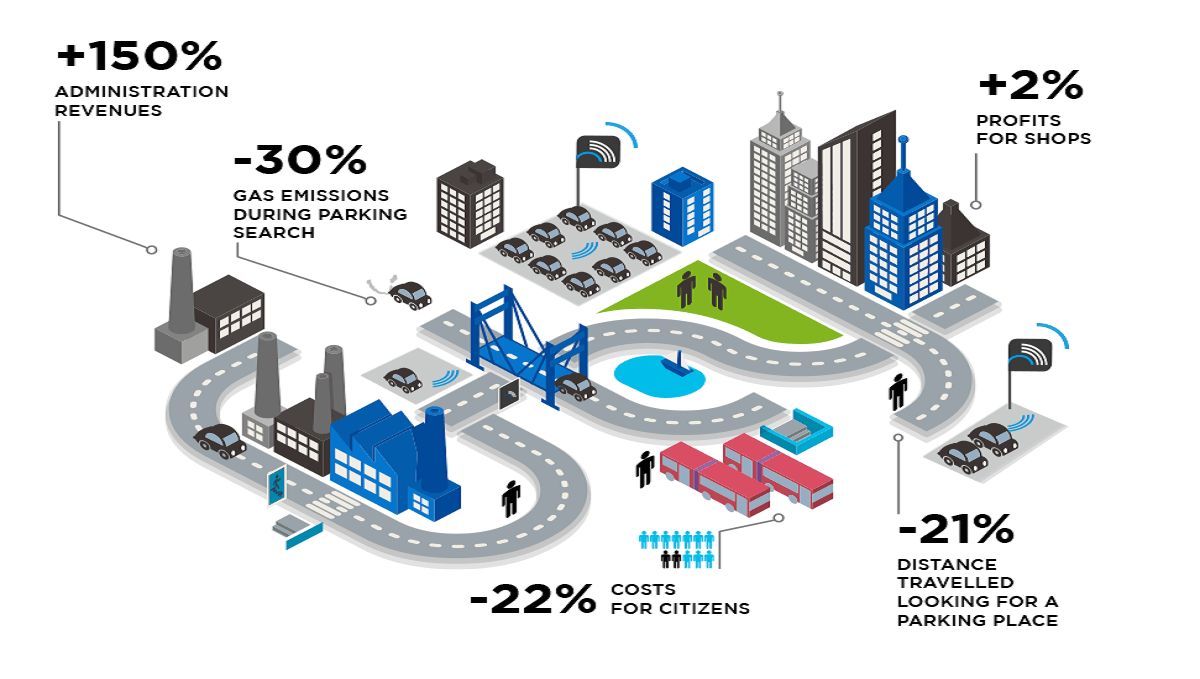 +150%
ADMINISTRATION
REVENUES
-30%
GAS EMISSIONS
DURING PARKING
SEARCH
+2%
PROFITS
FOR SHOPS
-22%
COSTS
FOR CITIZENS
-21%
DISTANCE
TRAVELLED
LOOKING FOR A
PARKING PLACE